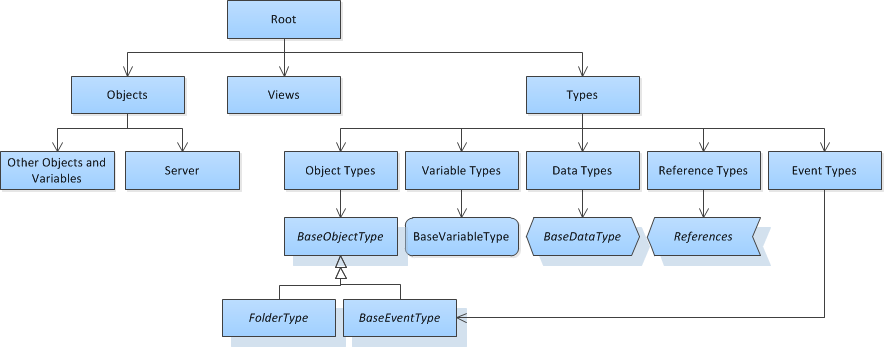 Root
Objects
Views
Types
Other Objects and
Variables
Server
Object Types
Variable Types
Data Types
Reference Types
Event Types
BaseObjectType
BaseVariableType
BaseDataType
References
FolderType
BaseEventType